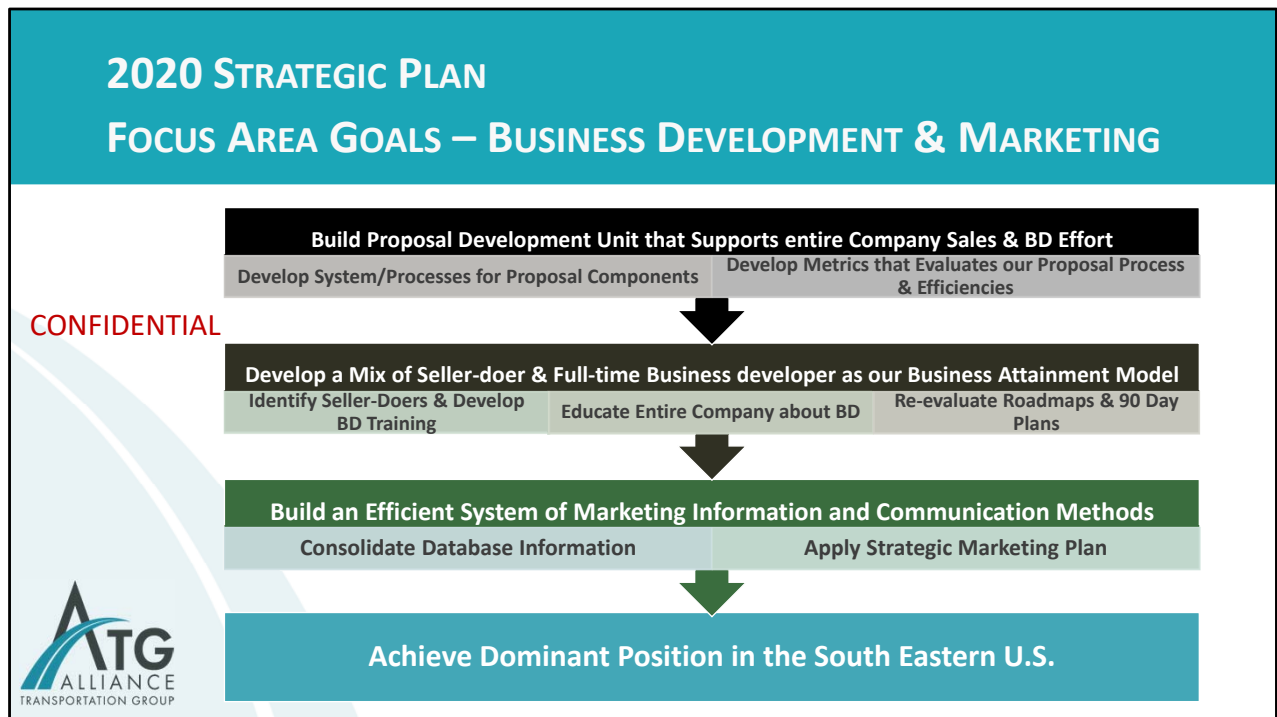 2020 STRATEGIC PLAN
FOCUS AREA GOALS – BUSINESS DEVELOPMENT & MARKETING
Build Proposal Development Unit that Supports entire Company Sales & BD Effort
Develop System/Processes for Proposal Components
Develop Metrics that Evaluates our Proposal Process
& Efficiencies
CONFIDENTIAL
Develop a Mix of Seller-doer & Full-time Business developer as our Business Attainment Model
Identify Seller-Doers & Develop
BD Training
Educate Entire Company about BD
Re-evaluate Roadmaps & 90 Day
Plans
Build an Efficient System of Marketing Information and Communication Methods
Consolidate Database Information
Apply Strategic Marketing Plan
Achieve Dominant Position in the South Eastern U.S.
ATG
ALLIANCE
TRANSPORTATION GROUP